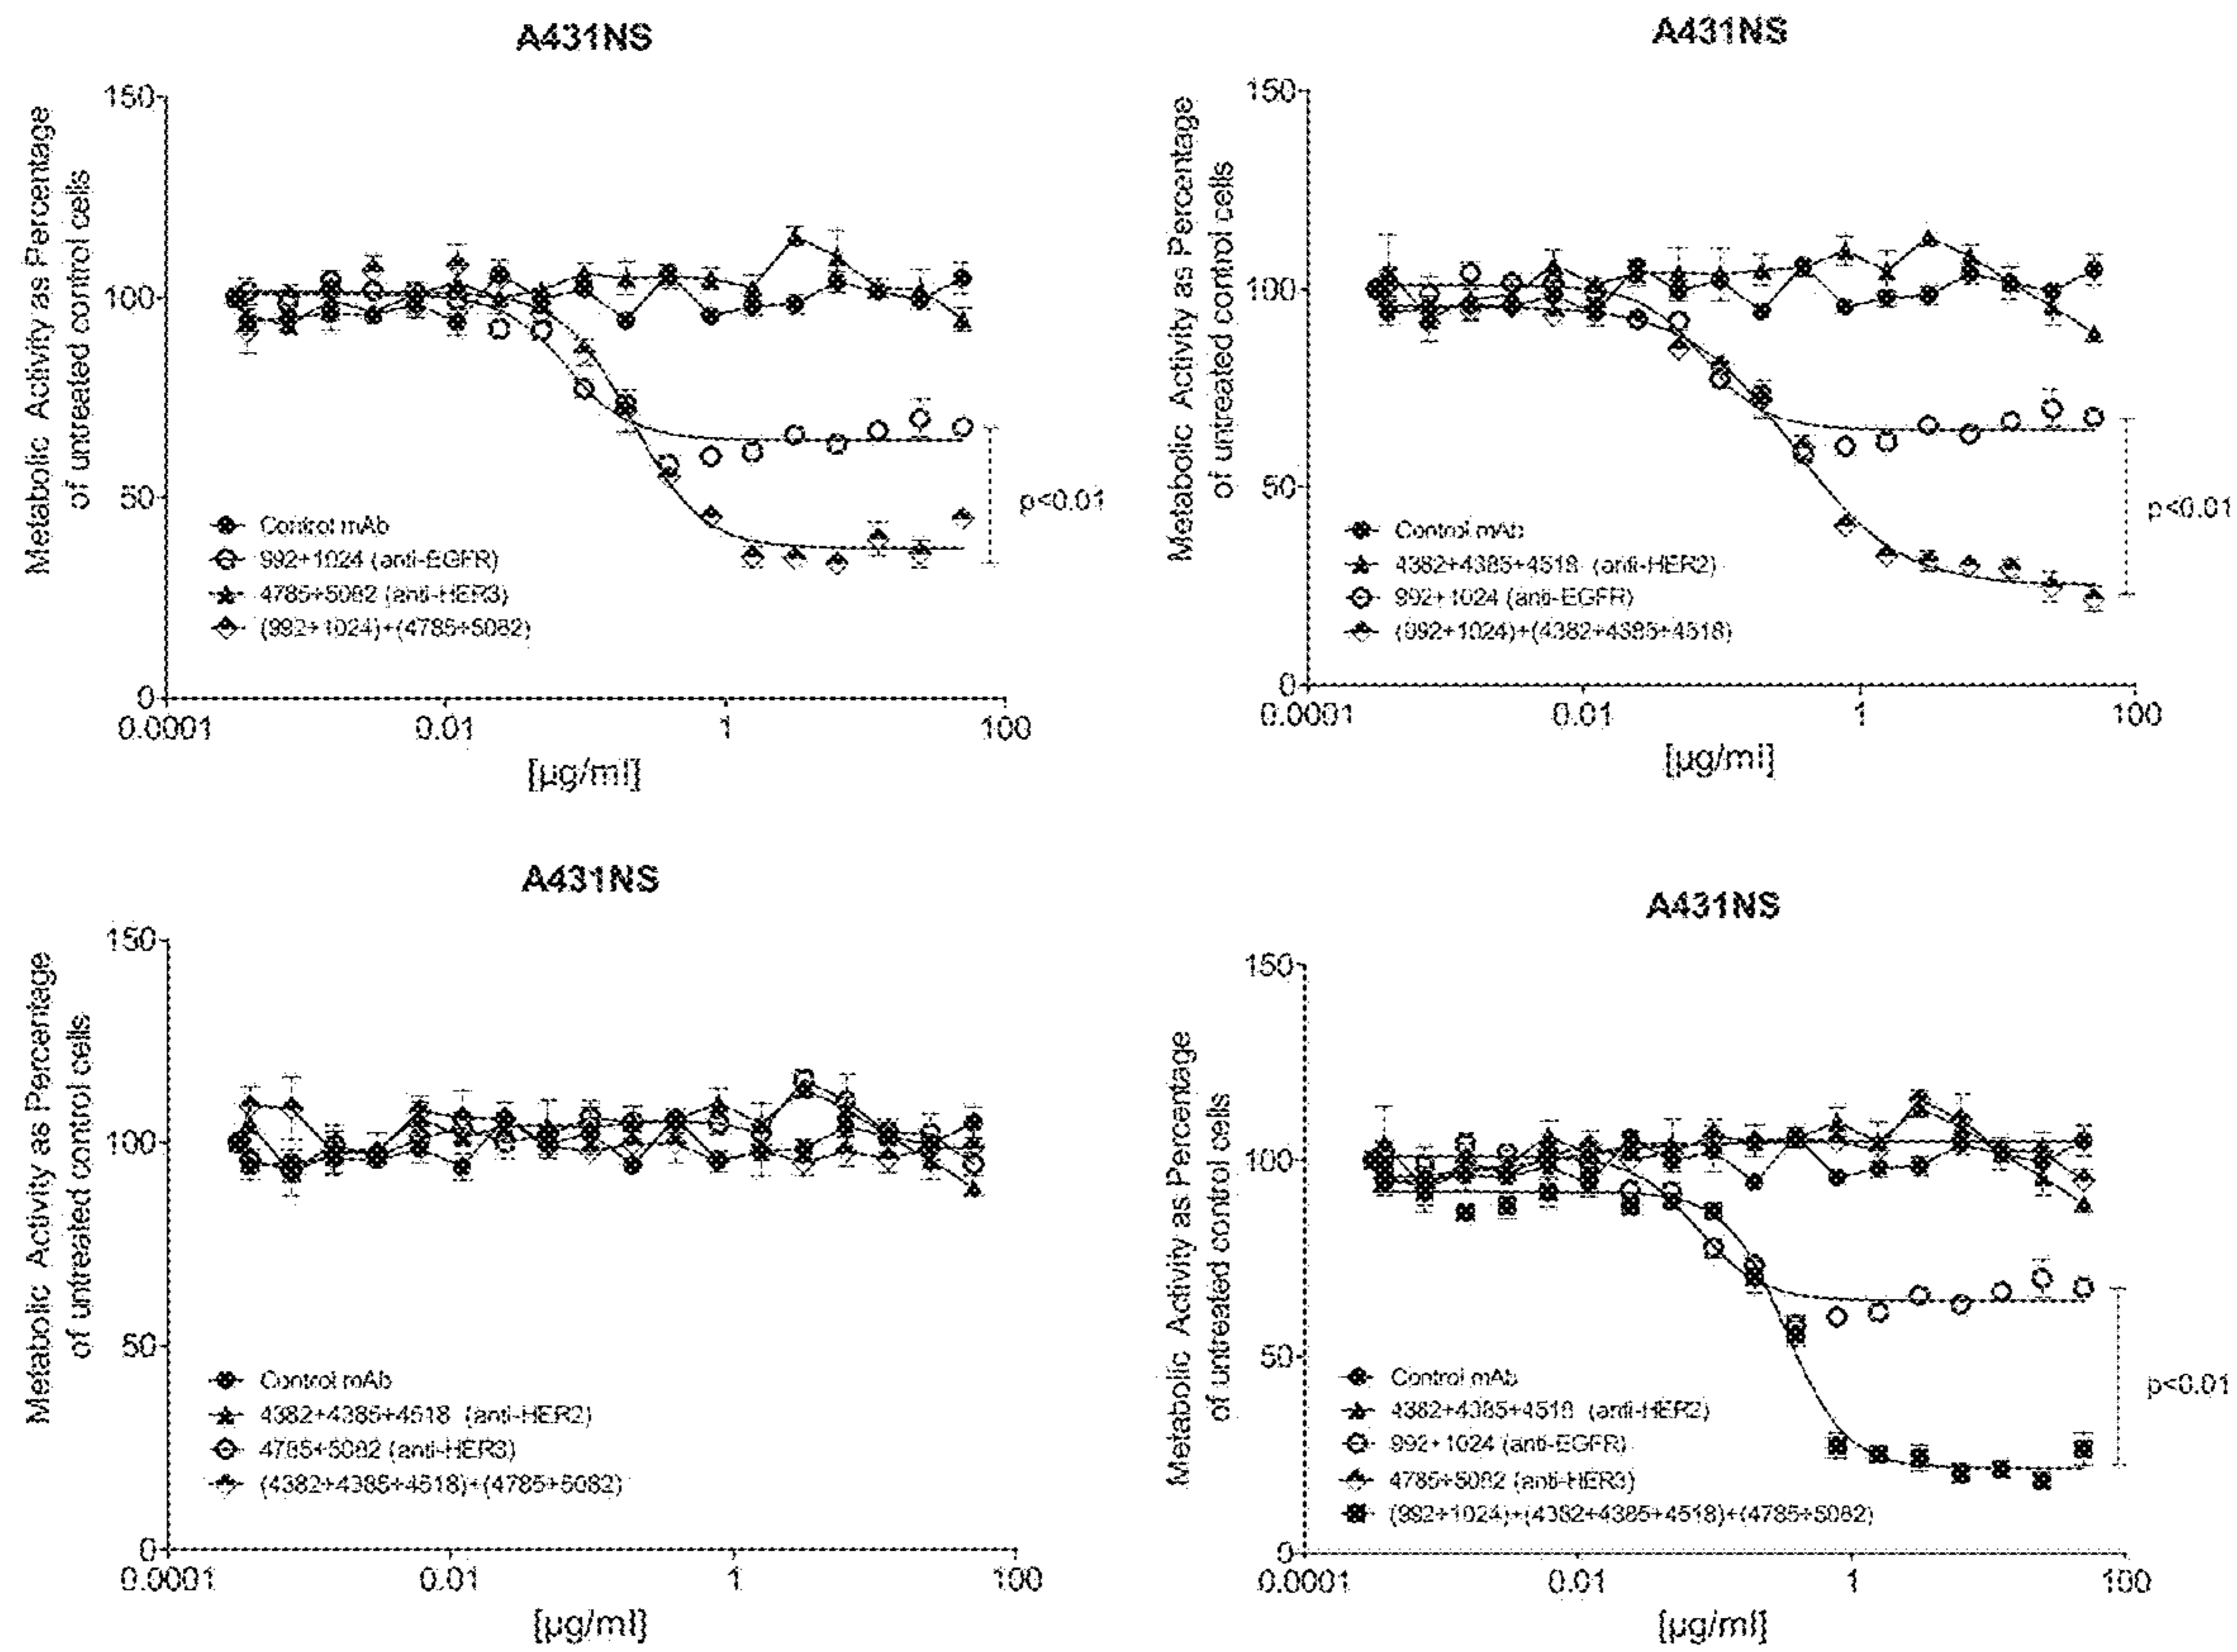 A431NS
150
100
50
0
Metabolic Activity as Percentage
of untreated control cells
Control mAb
992+1024 (anti-EGFR)
4785+5082 (anti-HER3)
(992+1024)+(4785+5082)
p<0.01
0.0001
0.01
1
100
[µg/ml]
A431NS
150
100
50
0
Metabolic Activity as Percentage
of untreated control cells
Control mAb
4382+4385+4518 (anti-HER2)
992+1024 (anti-EGFR)
(992+1024)+(4382+4385+4518)
p<0.01
0.0001
0.01
1
100
[µg/ml]
A431NS
150
100
50
0
Metabolic Activity as Percentage
of untreated control cells
Control mAb
4382+4385+4518 (anti-HER2)
4785+5082 (anti-HER3)
(4382+4385+4518)+(4785+5082)
0.0001
0.01
1
100
[µg/ml]
A431NS
150
100
50
0
Metabolic Activity as Percentage
of untreated control cells
Control mAb
4382+4385+4518 (anti-HER2)
992+1024 (anti-EGFR)
4785+5082 (anti-HER3)
(992+1024)+(4382+4385+4518)+(4785+5082)
p<0.01
0.0001
0.01
1
100
[µg/ml]